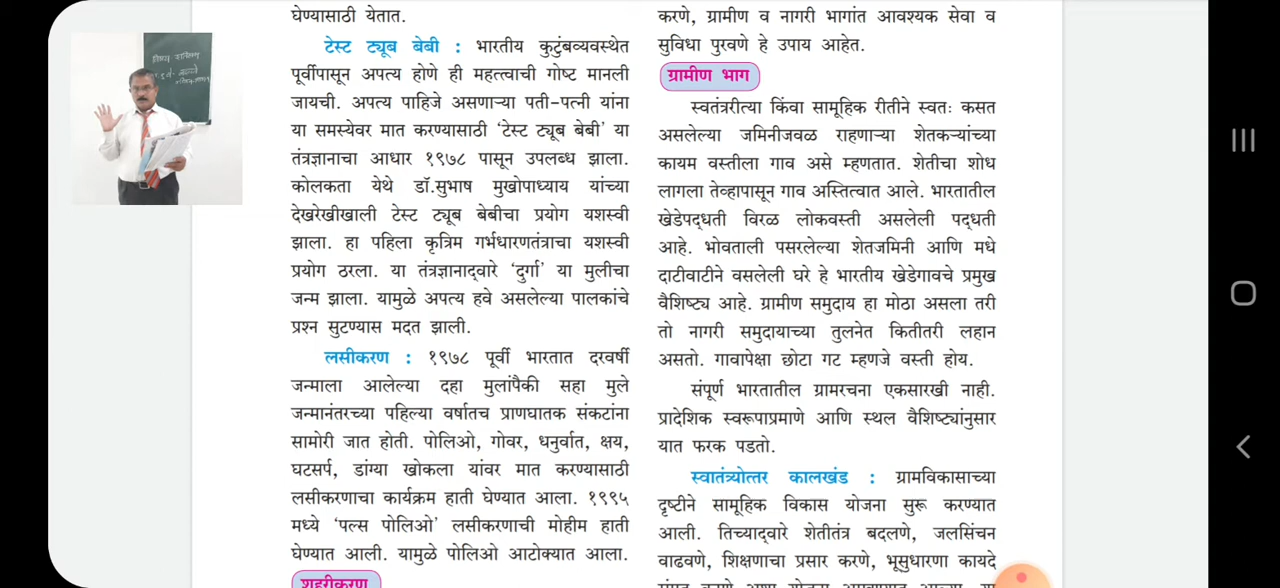 घेण्यासाठी येतात.
टेस्ट ट्यूब बेबी : भारतीय कुटुंबव्यवस्थेत
पूर्वीपासून अपत्य होणे ही महत्त्वाची गोष्ट मानली
जायची. अपत्य पाहिजे असणाऱ्या पती-पत्नी यांना
या समस्येवर मात करण्यासाठी 'टेस्ट ट्यूब बेबी' या
तंत्रज्ञानाचा आधार १९७८ पासून उपलब्ध झाला.
कोलकता येथे डॉ.सुभाष मुखोपाध्याय यांच्या
देखरेखीखाली टेस्ट ट्यूब बेबीचा प्रयोग यशस्वी
झाला. हा पहिला कृत्रिम गर्भधारणतंत्राचा यशस्वी
प्रयोग ठरला. या तंत्रज्ञानाद्वारे 'दुर्गा' या मुलीचा
जन्म झाला. यामुळे अपत्य हवे असलेल्या पालकांचे
प्रश्न सुटण्यास मदत झाली.
लसीकरण : १९७८ पूर्वी भारतात दरवर्षी
जन्माला आलेल्या दहा मुलांपैकी सहा मुले
जन्मानंतरच्या पहिल्या वर्षातच प्राणघातक संकटांना
सामोरी जात होती. पोलिओ, गोवर, धनुर्वात, क्षय,
घटसर्प, डांग्या खोकला यांवर मात करण्यासाठी
लसीकरणाचा कार्यक्रम हाती घेण्यात आला. १९९५
मध्ये 'पल्स पोलिओ' लसीकरणाची मोहीम हाती
घेण्यात आली. यामुळे पोलिओ आटोक्यात आला.
शहरीकरण
करणे, ग्रामीण व नागरी भागांत आवश्यक सेवा व
सुविधा पुरवणे हे उपाय आहेत.
ग्रामीण भाग
स्वतंत्ररीत्या किंवा सामूहिक रीतीने स्वतः कसत
असलेल्या जमिनीजवळ राहणाऱ्या शेतकऱ्यांच्या
कायम वस्तीला गाव असे म्हणतात. शेतीचा शोध
लागला तेव्हापासून गाव अस्तित्वात आले. भारतातील
खेडेपद्धती विरळ लोकवस्ती असलेली पद्धती
आहे. भोवताली पसरलेल्या शेतजमिनी आणि मधे
दाटीवाटीने वसलेली घरे हे भारतीय खेडेगावचे प्रमुख
वैशिष्ट्य आहे. ग्रामीण समुदाय हा मोठा असला तरी
तो नागरी समुदायाच्या तुलनेत कितीतरी लहान
असतो. गावापेक्षा छोटा गट म्हणजे वस्ती होय.
संपूर्ण भारतातील ग्रामरचना एकसारखी नाही.
प्रादेशिक स्वरूपाप्रमाणे आणि स्थल वैशिष्ट्यांनुसार
यात फरक पडतो.
स्वातंत्र्योत्तर कालखंड : ग्रामविकासाच्या
दृष्टीने सामूहिक विकास योजना सुरू करण्यात
आली. तिच्याद्वारे शेतीतंत्र बदलणे, जलसिंचन
वाढवणे, शिक्षणाचा प्रसार करणे, भूसुधारणा कायदे